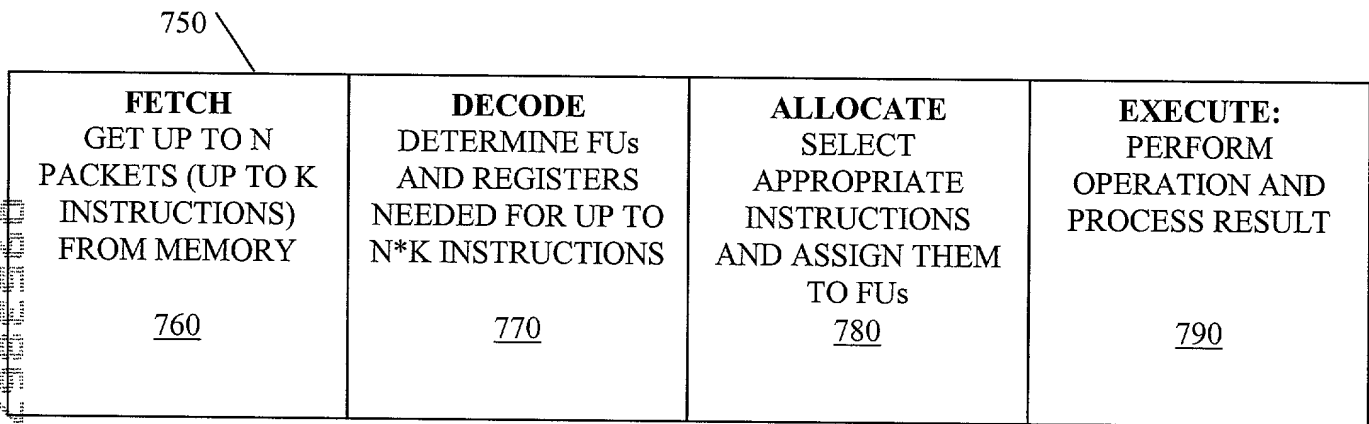 750
FETCH
GET UP TO N
PACKETS (UP TO K
INSTRUCTIONS)
FROM MEMORY
760
DECODE
DETERMINE FUs
AND REGISTERS
NEEDED FOR UP TO
N*K INSTRUCTIONS
770
ALLOCATE
SELECT
APPROPRIATE
INSTRUCTIONS
AND ASSIGN THEM
TO FUs
780
EXECUTE:
PERFORM
OPERATION AND
PROCESS RESULT
790